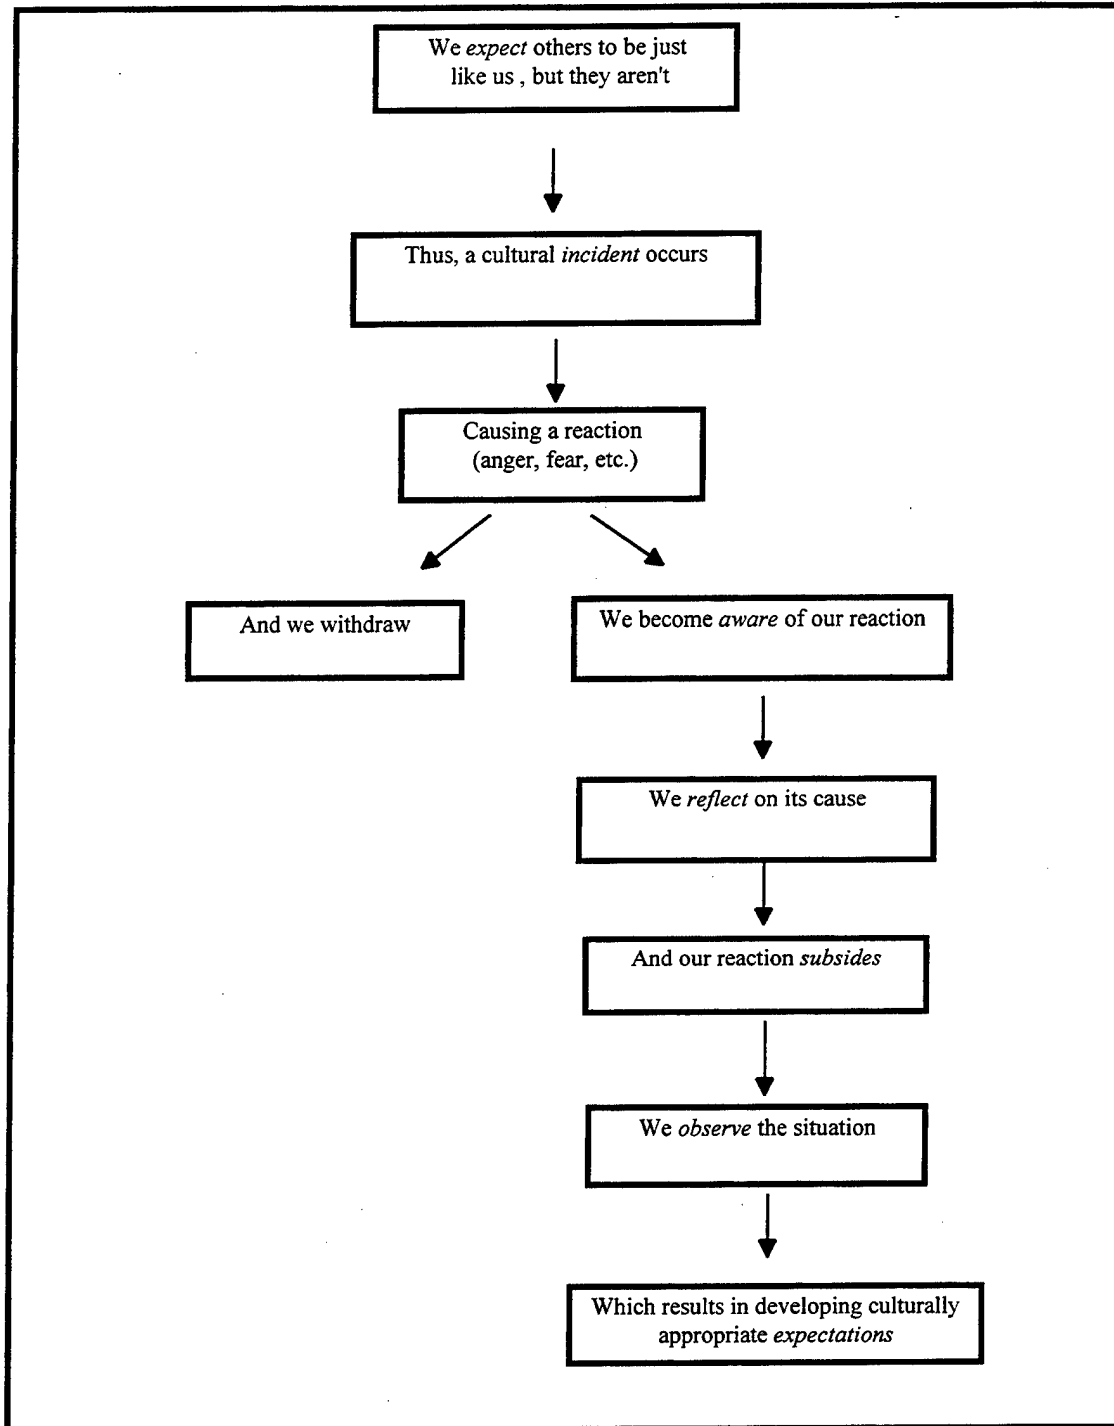 We expect others to be just
like us , but they aren't
Thus, a cultural incident occurs
Causing a reaction
(anger, fear, etc.)
And we withdraw
We become aware of our reaction
We reflect on its cause
And our reaction subsides
We observe the situation
Which results in developing culturally
appropriate expectations